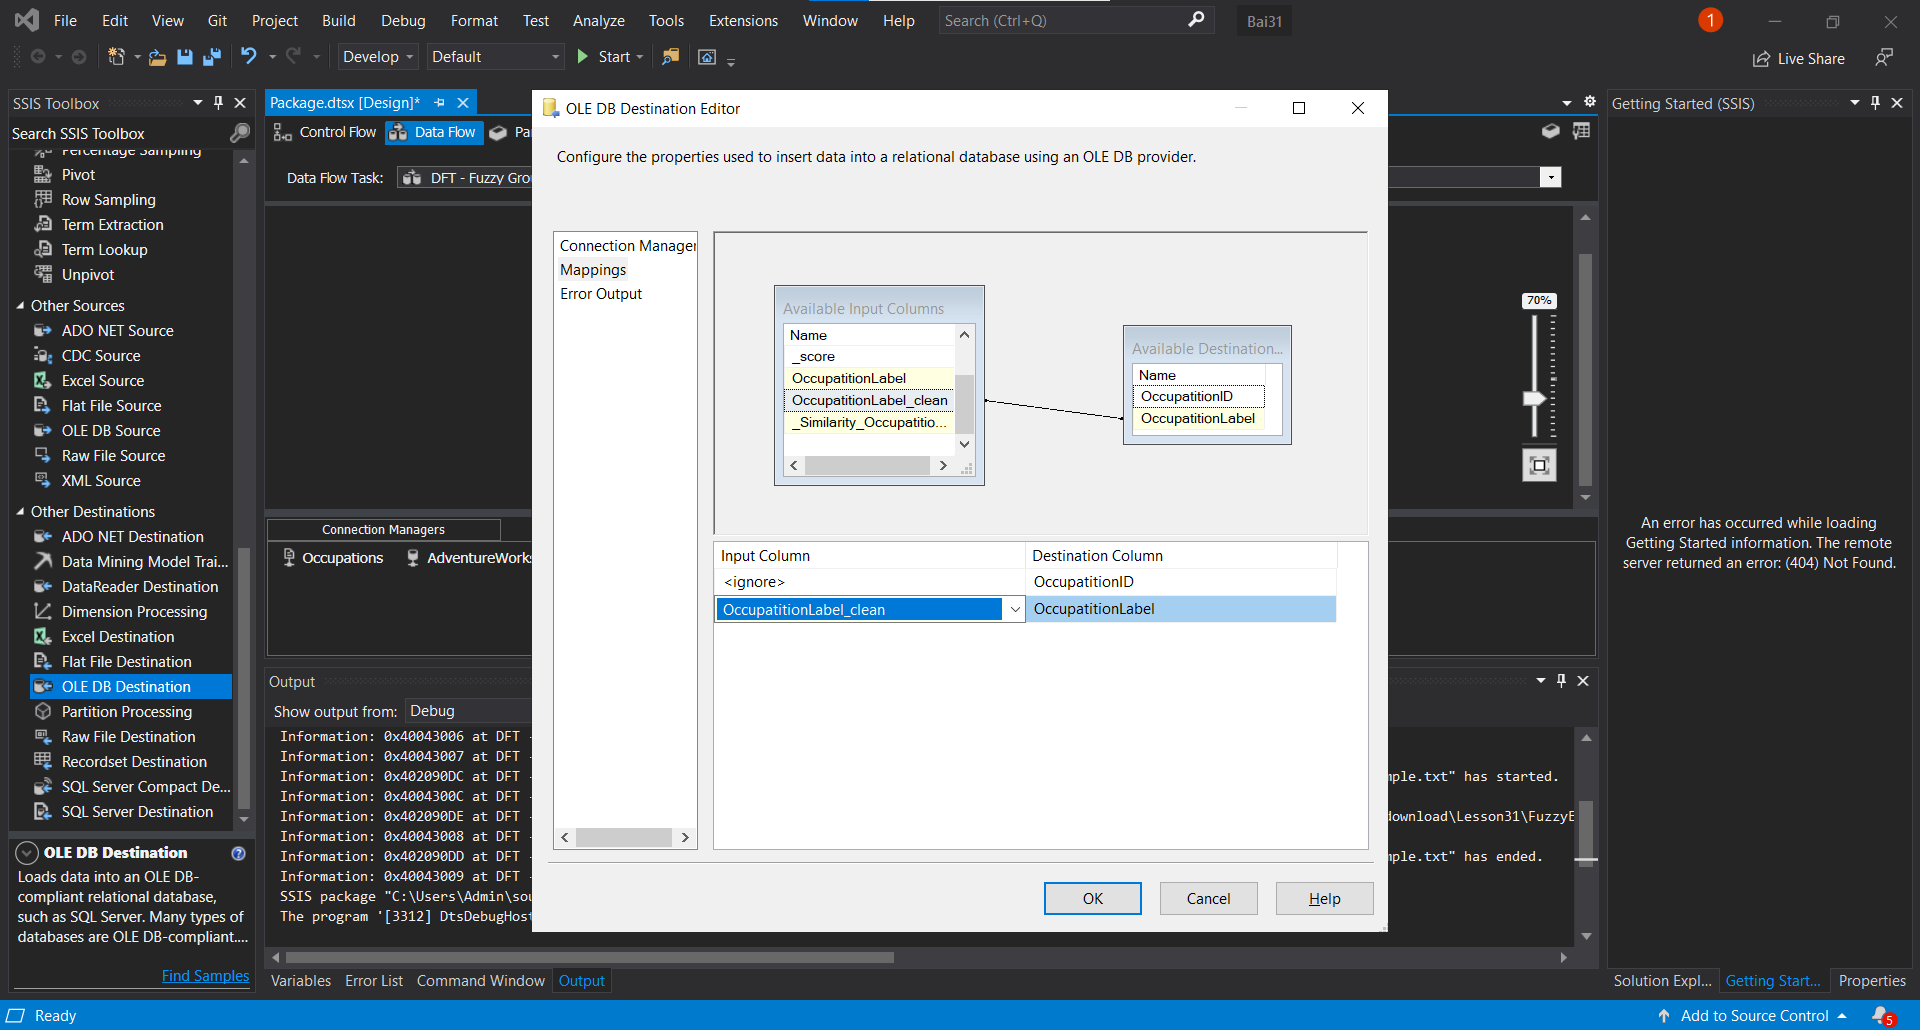 File Edit View Git Project Build Debug Format Test Analyze Tools Extensions Window Help Search (Ctrl+Q) Bai31 1
Develop Default Start Live Share
SSIS Toolbox
Search SSIS Toolbox
Percentage Sampling
Pivot
Row Sampling
Term Extraction
Term Lookup
Unpivot
Other Sources
ADO NET Source
CDC Source
Excel Source
Flat File Source
OLE DB Source
Raw File Source
XML Source
Other Destinations
ADO NET Destination
Data Mining Model Trai...
DataReader Destination
Dimension Processing
Excel Destination
Flat File Destination
OLE DB Destination
Partition Processing
Raw File Destination
Recordset Destination
SQL Server Compact De...
SQL Server Destination
OLE DB Destination
Loads data into an OLE DB-
compliant relational database,
such as SQL Server. Many types of
databases are OLE DB-compliant....
Find Samples
Package.dtsx [Design]*
Control Flow Data Flow Pa
Data Flow Task: DFT - Fuzzy Gro
70%
Connection Managers
Occupations AdventureWorks
OLE DB Destination Editor
Configure the properties used to insert data into a relational database using an OLE DB provider.
Connection Manager
Mappings
Error Output
Available Input Columns
Name
_score
OccupatitionLabel
OccupatitionLabel_clean
_Similarity_Occupatitio...
Available Destination...
Name
OccupatitionID
OccupatitionLabel
Input Column Destination Column
<ignore> OccupatitionID
OccupatitionLabel_clean OccupatitionLabel
OK Cancel Help
Output
Show output from: Debug
Information: 0x40043006 at DFT -
Information: 0x40043007 at DFT -
Information: 0x402090DC at DFT - mple.txt" has started.
Information: 0x4004300C at DFT -
Information: 0x402090DE at DFT - download\Lesson31\FuzzyE
Information: 0x40043008 at DFT -
Information: 0x402090DD at DFT - mple.txt" has ended.
Information: 0x40043009 at DFT -
SSIS package "C:\Users\Admin\sou
The program '[3312] DtsDebugHost
Variables Error List Command Window Output
Getting Started (SSIS)
An error has occurred while loading
Getting Started information. The remote
server returned an error: (404) Not Found.
Solution Expl... Getting Start... Properties
Ready Add to Source Control 5